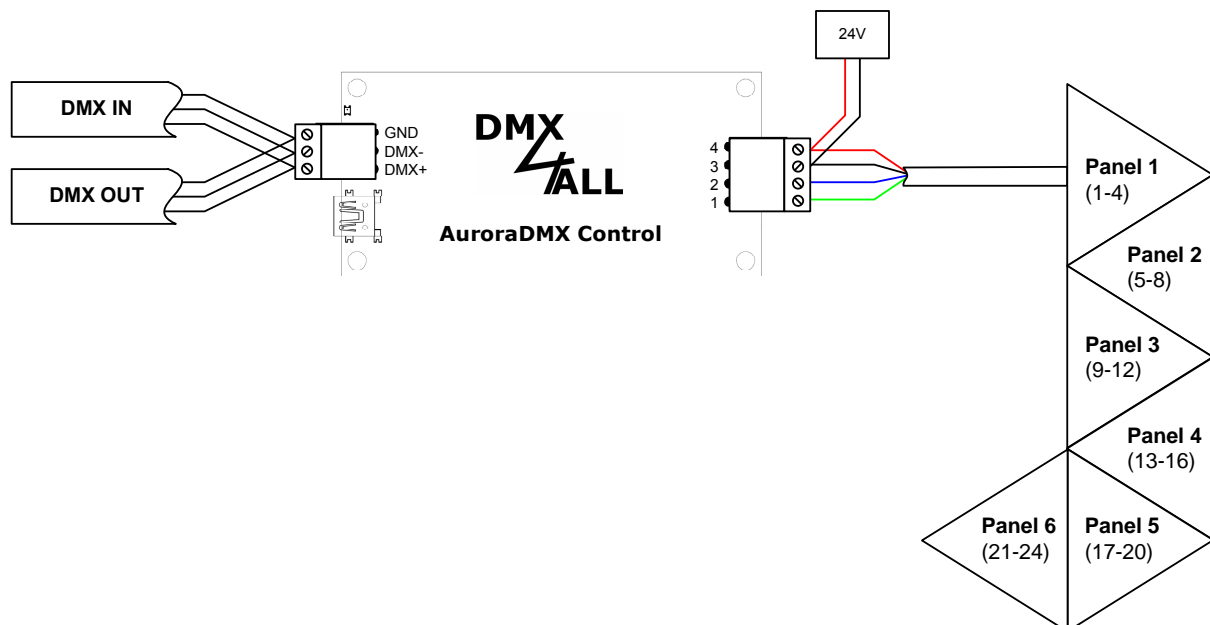 24V
DMX IN
DMX OUT
GND
DMX-
DMX+
DMX
4
ALL
AuroraDMX Control
4
3
2
1
Panel 1
(1-4)
Panel 2
(5-8)
Panel 3
(9-12)
Panel 4
(13-16)
Panel 6
(21-24)
Panel 5
(17-20)